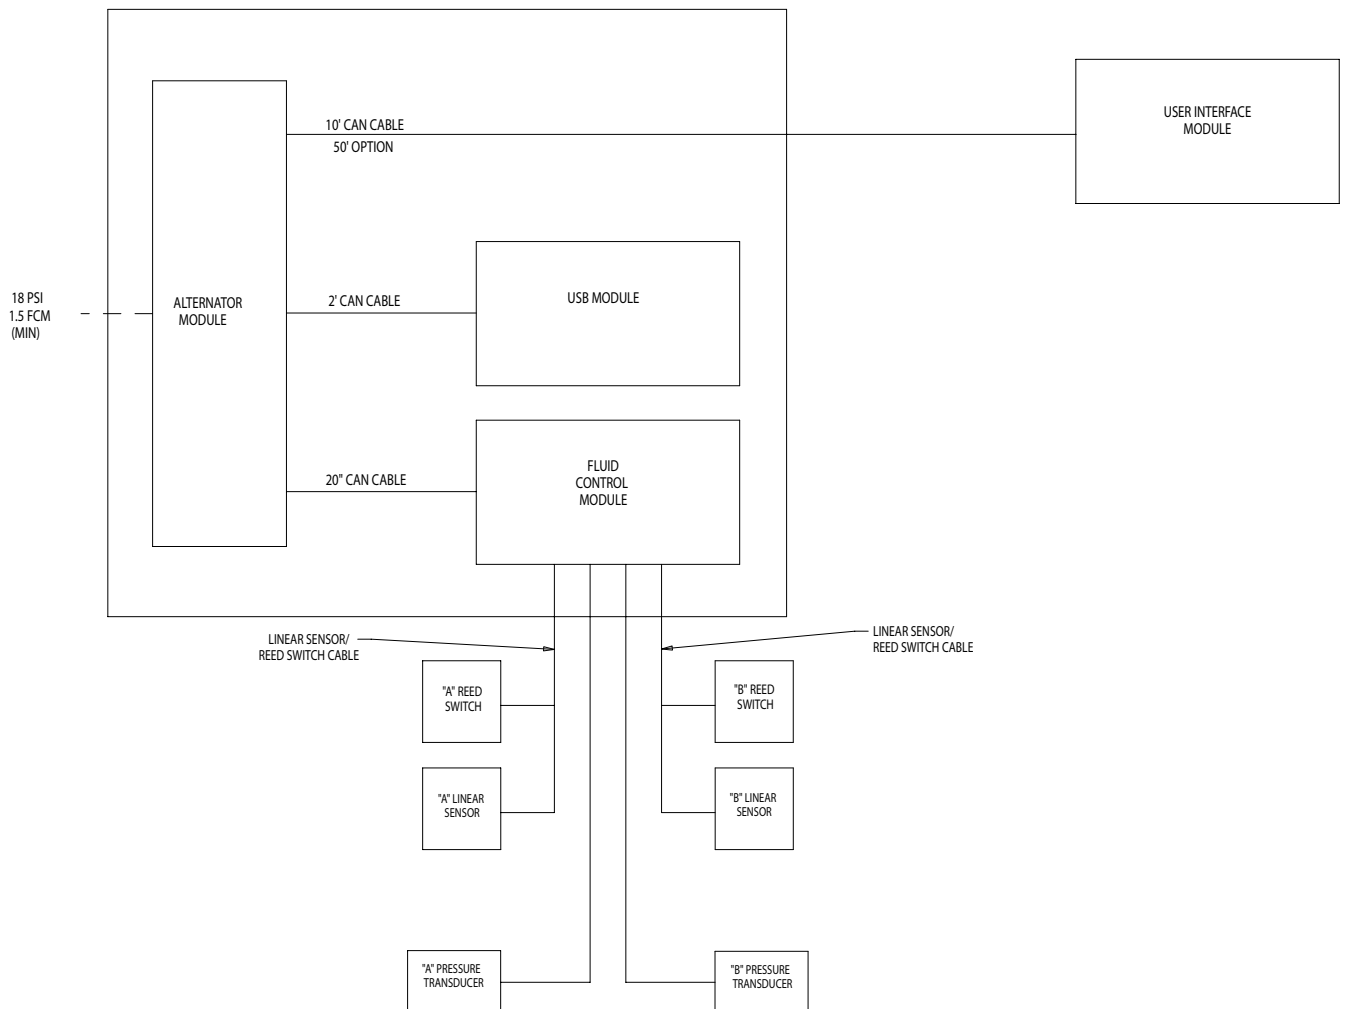 10' CAN CABLE
50' OPTION
USER INTERFACE
MODULE
18 PSI
1.5 FCM
(MIN)
ALTERNATOR
MODULE
2' CAN CABLE
USB MODULE
20" CAN CABLE
FLUID
CONTROL
MODULE
LINEAR SENSOR/
REED SWITCH CABLE
LINEAR SENSOR/
REED SWITCH CABLE
"A" REED
SWITCH
"B" REED
SWITCH
"A" LINEAR
SENSOR
"B" LINEAR
SENSOR
"A" PRESSURE
TRANSDUCER
"B" PRESSURE
TRANSDUCER